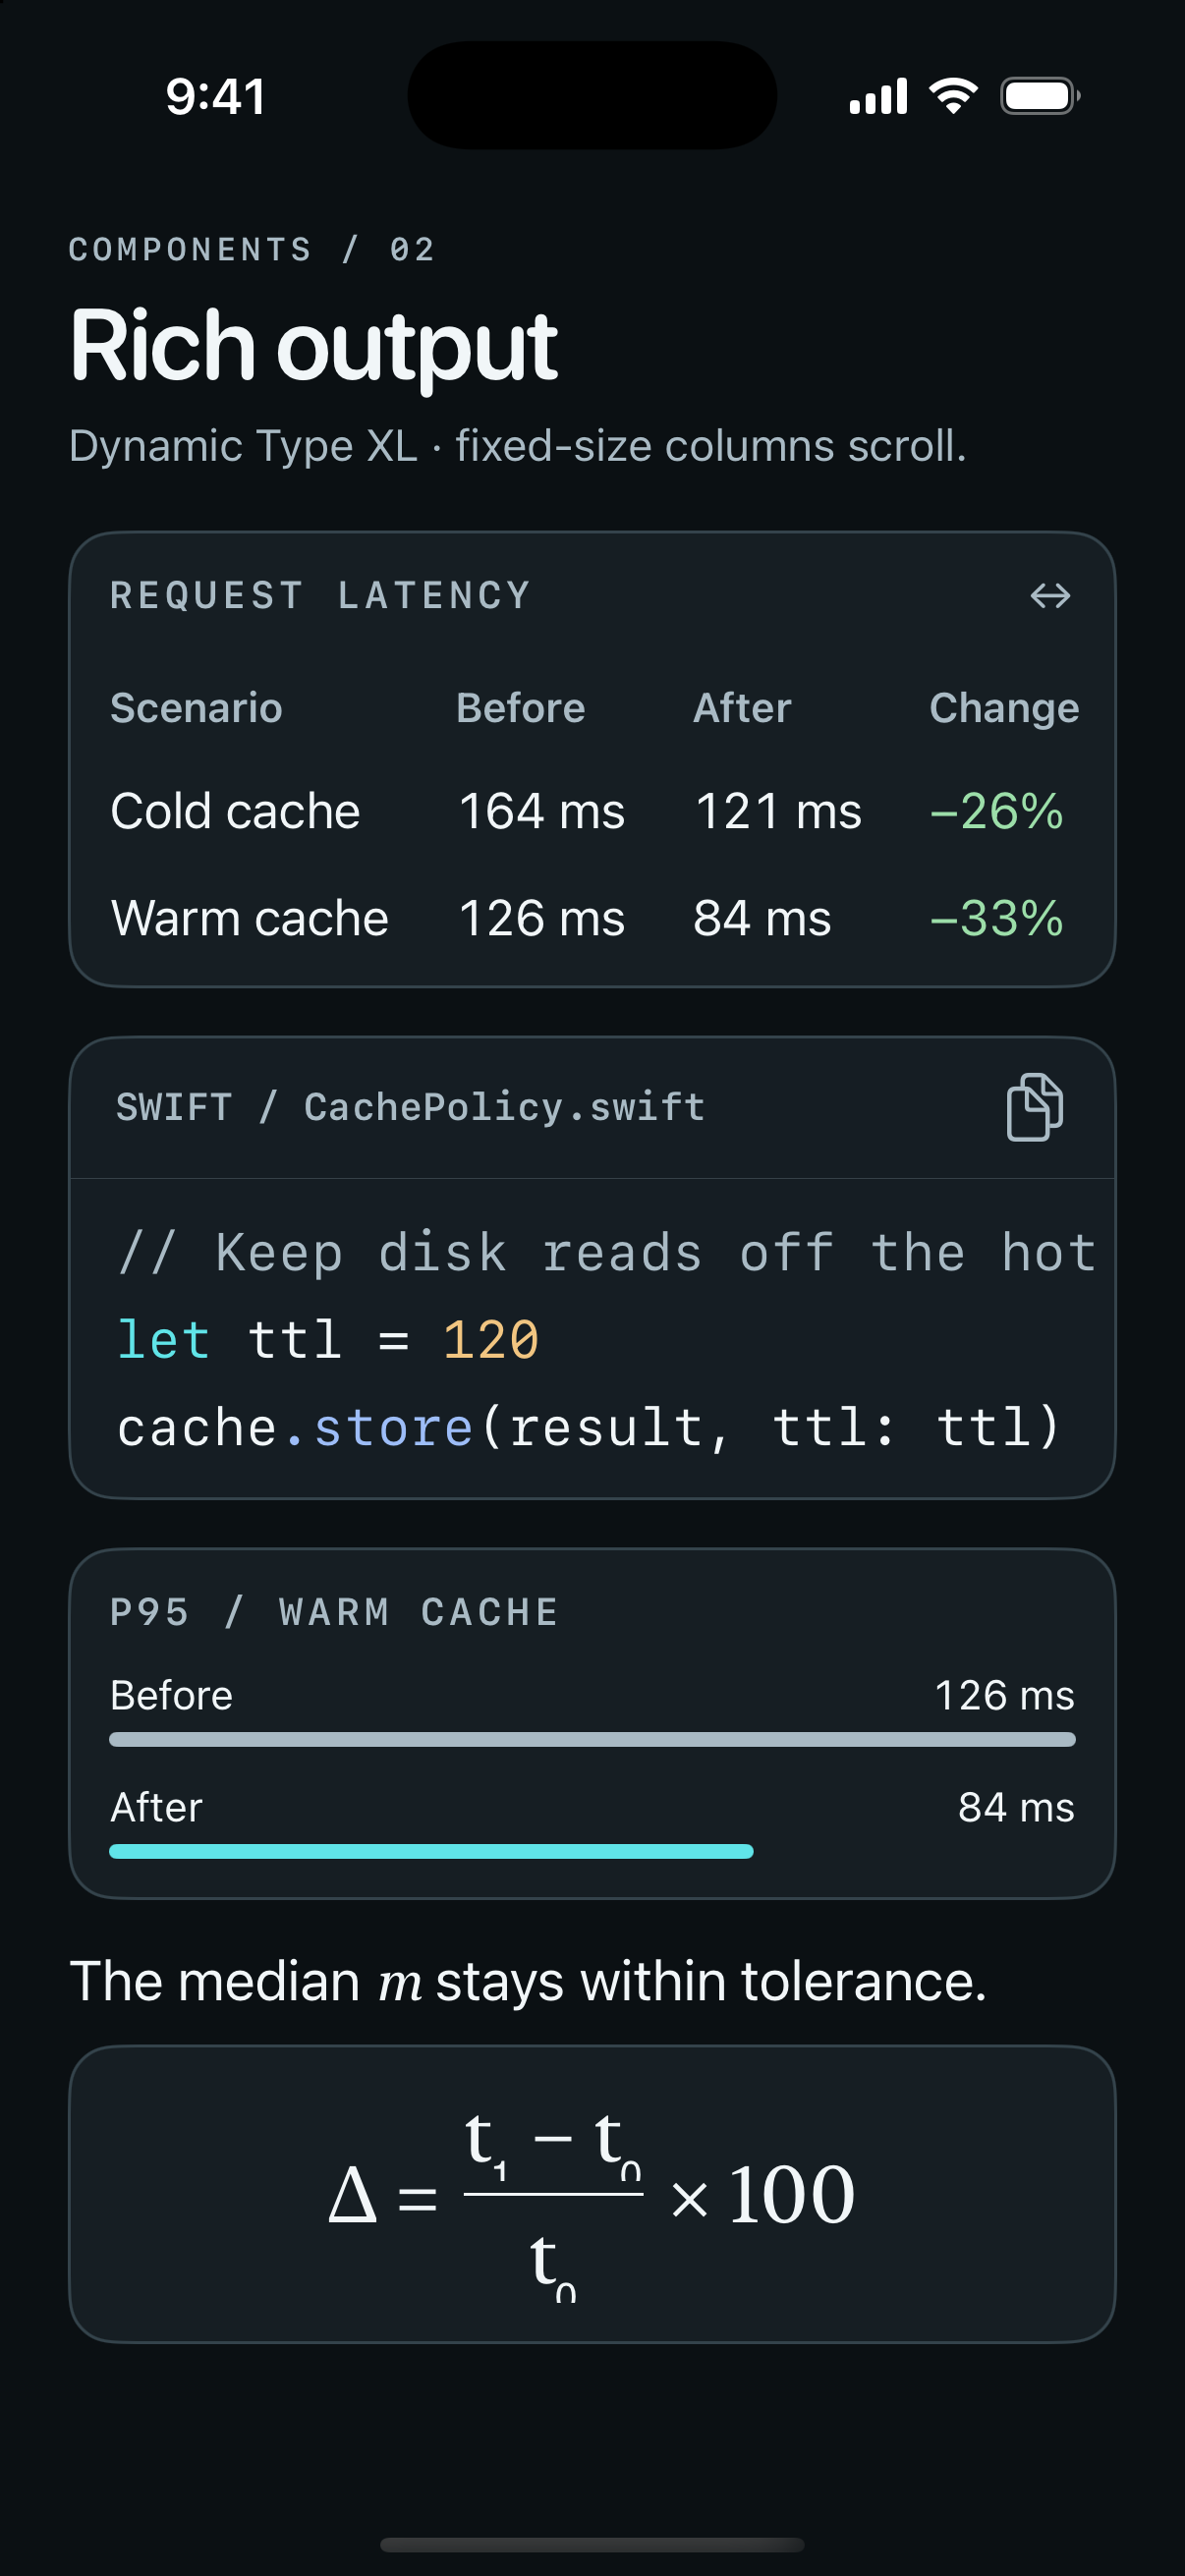 9:41
COMPONENTS / 02
Rich output
Dynamic Type XL · fixed-size columns scroll.
REQUEST LATENCY
Scenario Before After Change
Cold cache 164 ms 121 ms −26%
Warm cache 126 ms 84 ms −33%
SWIFT / CachePolicy.swift
// Keep disk reads off the hot
let ttl = 120
cache.store(result, ttl: ttl)
P95 / WARM CACHE
Before 126 ms
After 84 ms
The median m stays within tolerance.
t₁ − t₀
Δ = × 100
t₀